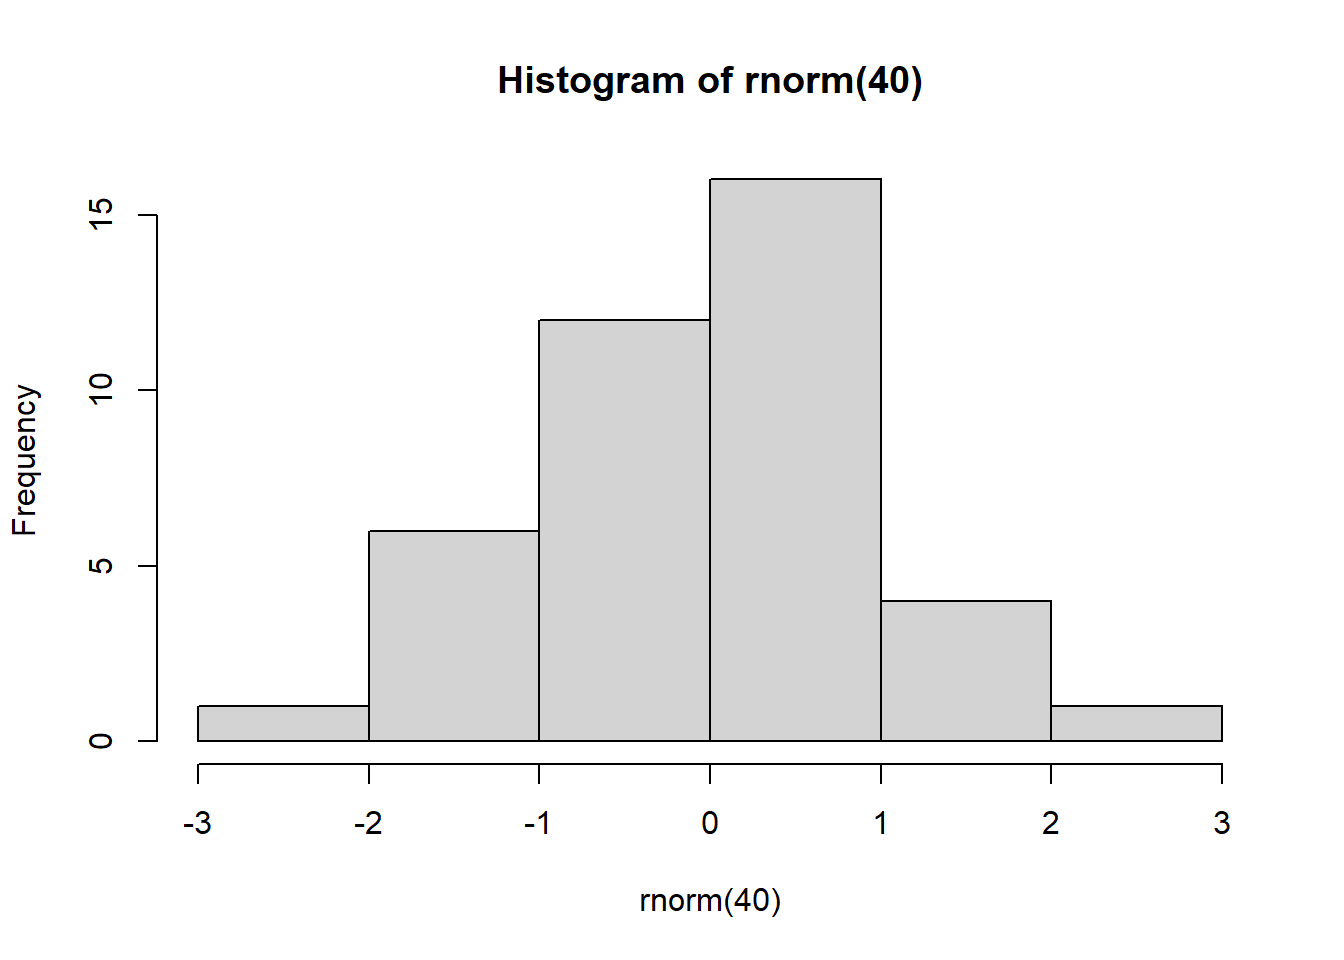 Histogram of rnorm(40)
Frequency
15
10
5
0
-3 -2 -1 0 1 2 3
rnorm(40)